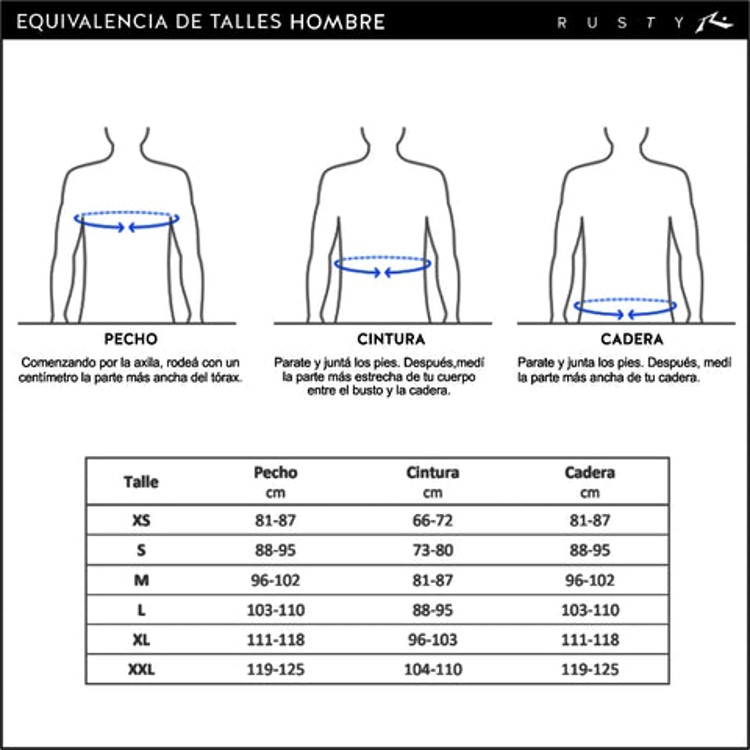 EQUIVALENCIA DE TALLES HOMBRE
RUSTY
PECHO
Comenzando por la axila, rodeá con un
centímetro la parte más ancha del tórax.
CINTURA
Parate y juntá los pies. Después,medí
la parte más estrecha de tu cuerpo
entre el busto y la cadera.
CADERA
Parate y junta los pies. Después, medí
la parte más ancha de tu cadera.
Talle Pecho cm Cintura cm Cadera cm
XS 81-87 66-72 81-87
S 88-95 73-80 88-95
M 96-102 81-87 96-102
L 103-110 88-95 103-110
XL 111-118 96-103 111-118
XXL 119-125 104-110 119-125